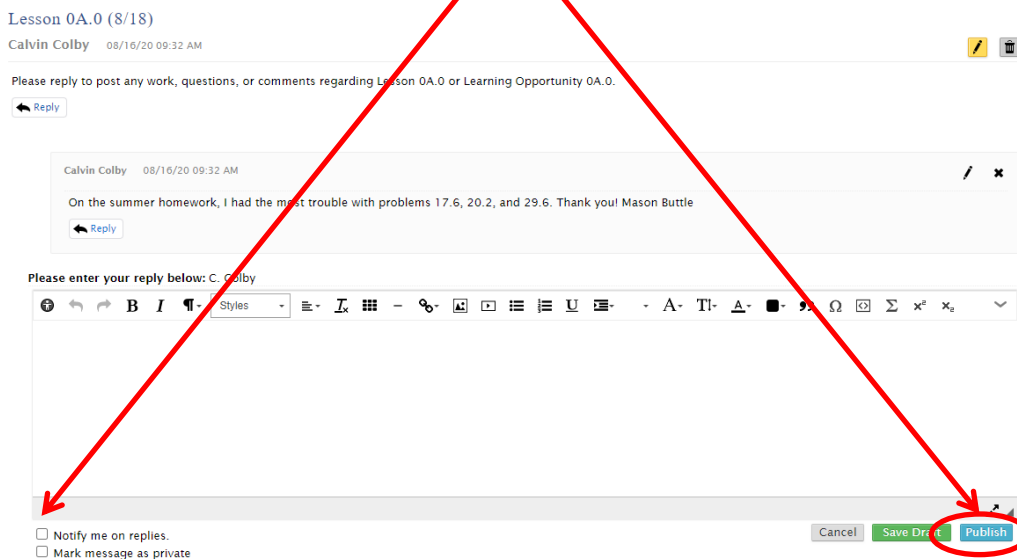 Lesson 0A.0 (8/18)
Calvin Colby 08/16/20 09:32 AM
Please reply to post any work, questions, or comments regarding Lesson 0A.0 or Learning Opportunity 0A.0.
Reply
Calvin Colby 08/16/20 09:32 AM
On the summer homework, I had the most trouble with problems 17.6, 20.2, and 29.6. Thank you! Mason Buttle
Reply
Please enter your reply below: C. Colby
B I ¶ Styles Ix U A T A 99 Ω <> Σ x² x₂
Notify me on replies.
Cancel Save Draft Publish
Mark message as private